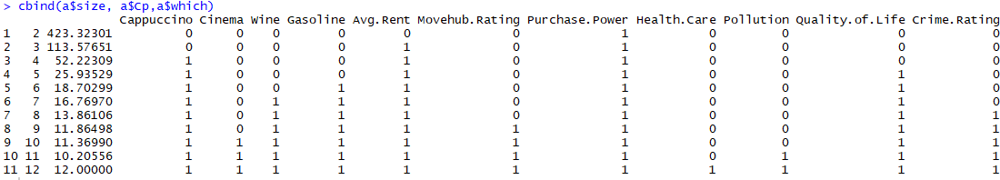 > cbind(a$size, a$Cp,a$which)
Cappuccino Cinema Wine Gasoline Avg.Rent Movehub.Rating Purchase.Power Health.Care Pollution Quality.of.Life Crime.Rating
1 2 423.32301 0 0 0 0 0 0 1 0 0 0 0
2 3 113.57651 0 0 0 0 1 0 1 0 0 0 0
3 4 52.22309 1 0 0 0 1 0 1 0 0 0 0
4 5 25.93529 1 0 0 0 1 0 1 0 0 1 0
5 6 18.70299 1 0 0 1 1 0 1 0 0 1 0
6 7 16.76970 1 0 1 1 1 0 1 0 0 1 0
7 8 13.86106 1 0 1 1 1 0 1 0 0 1 1
8 9 11.86498 1 0 1 1 1 1 1 0 0 1 1
9 10 11.36990 1 1 1 1 1 1 1 0 0 1 1
10 11 10.20556 1 1 1 1 1 1 1 0 1 1 1
11 12 12.00000 1 1 1 1 1 1 1 1 1 1 1